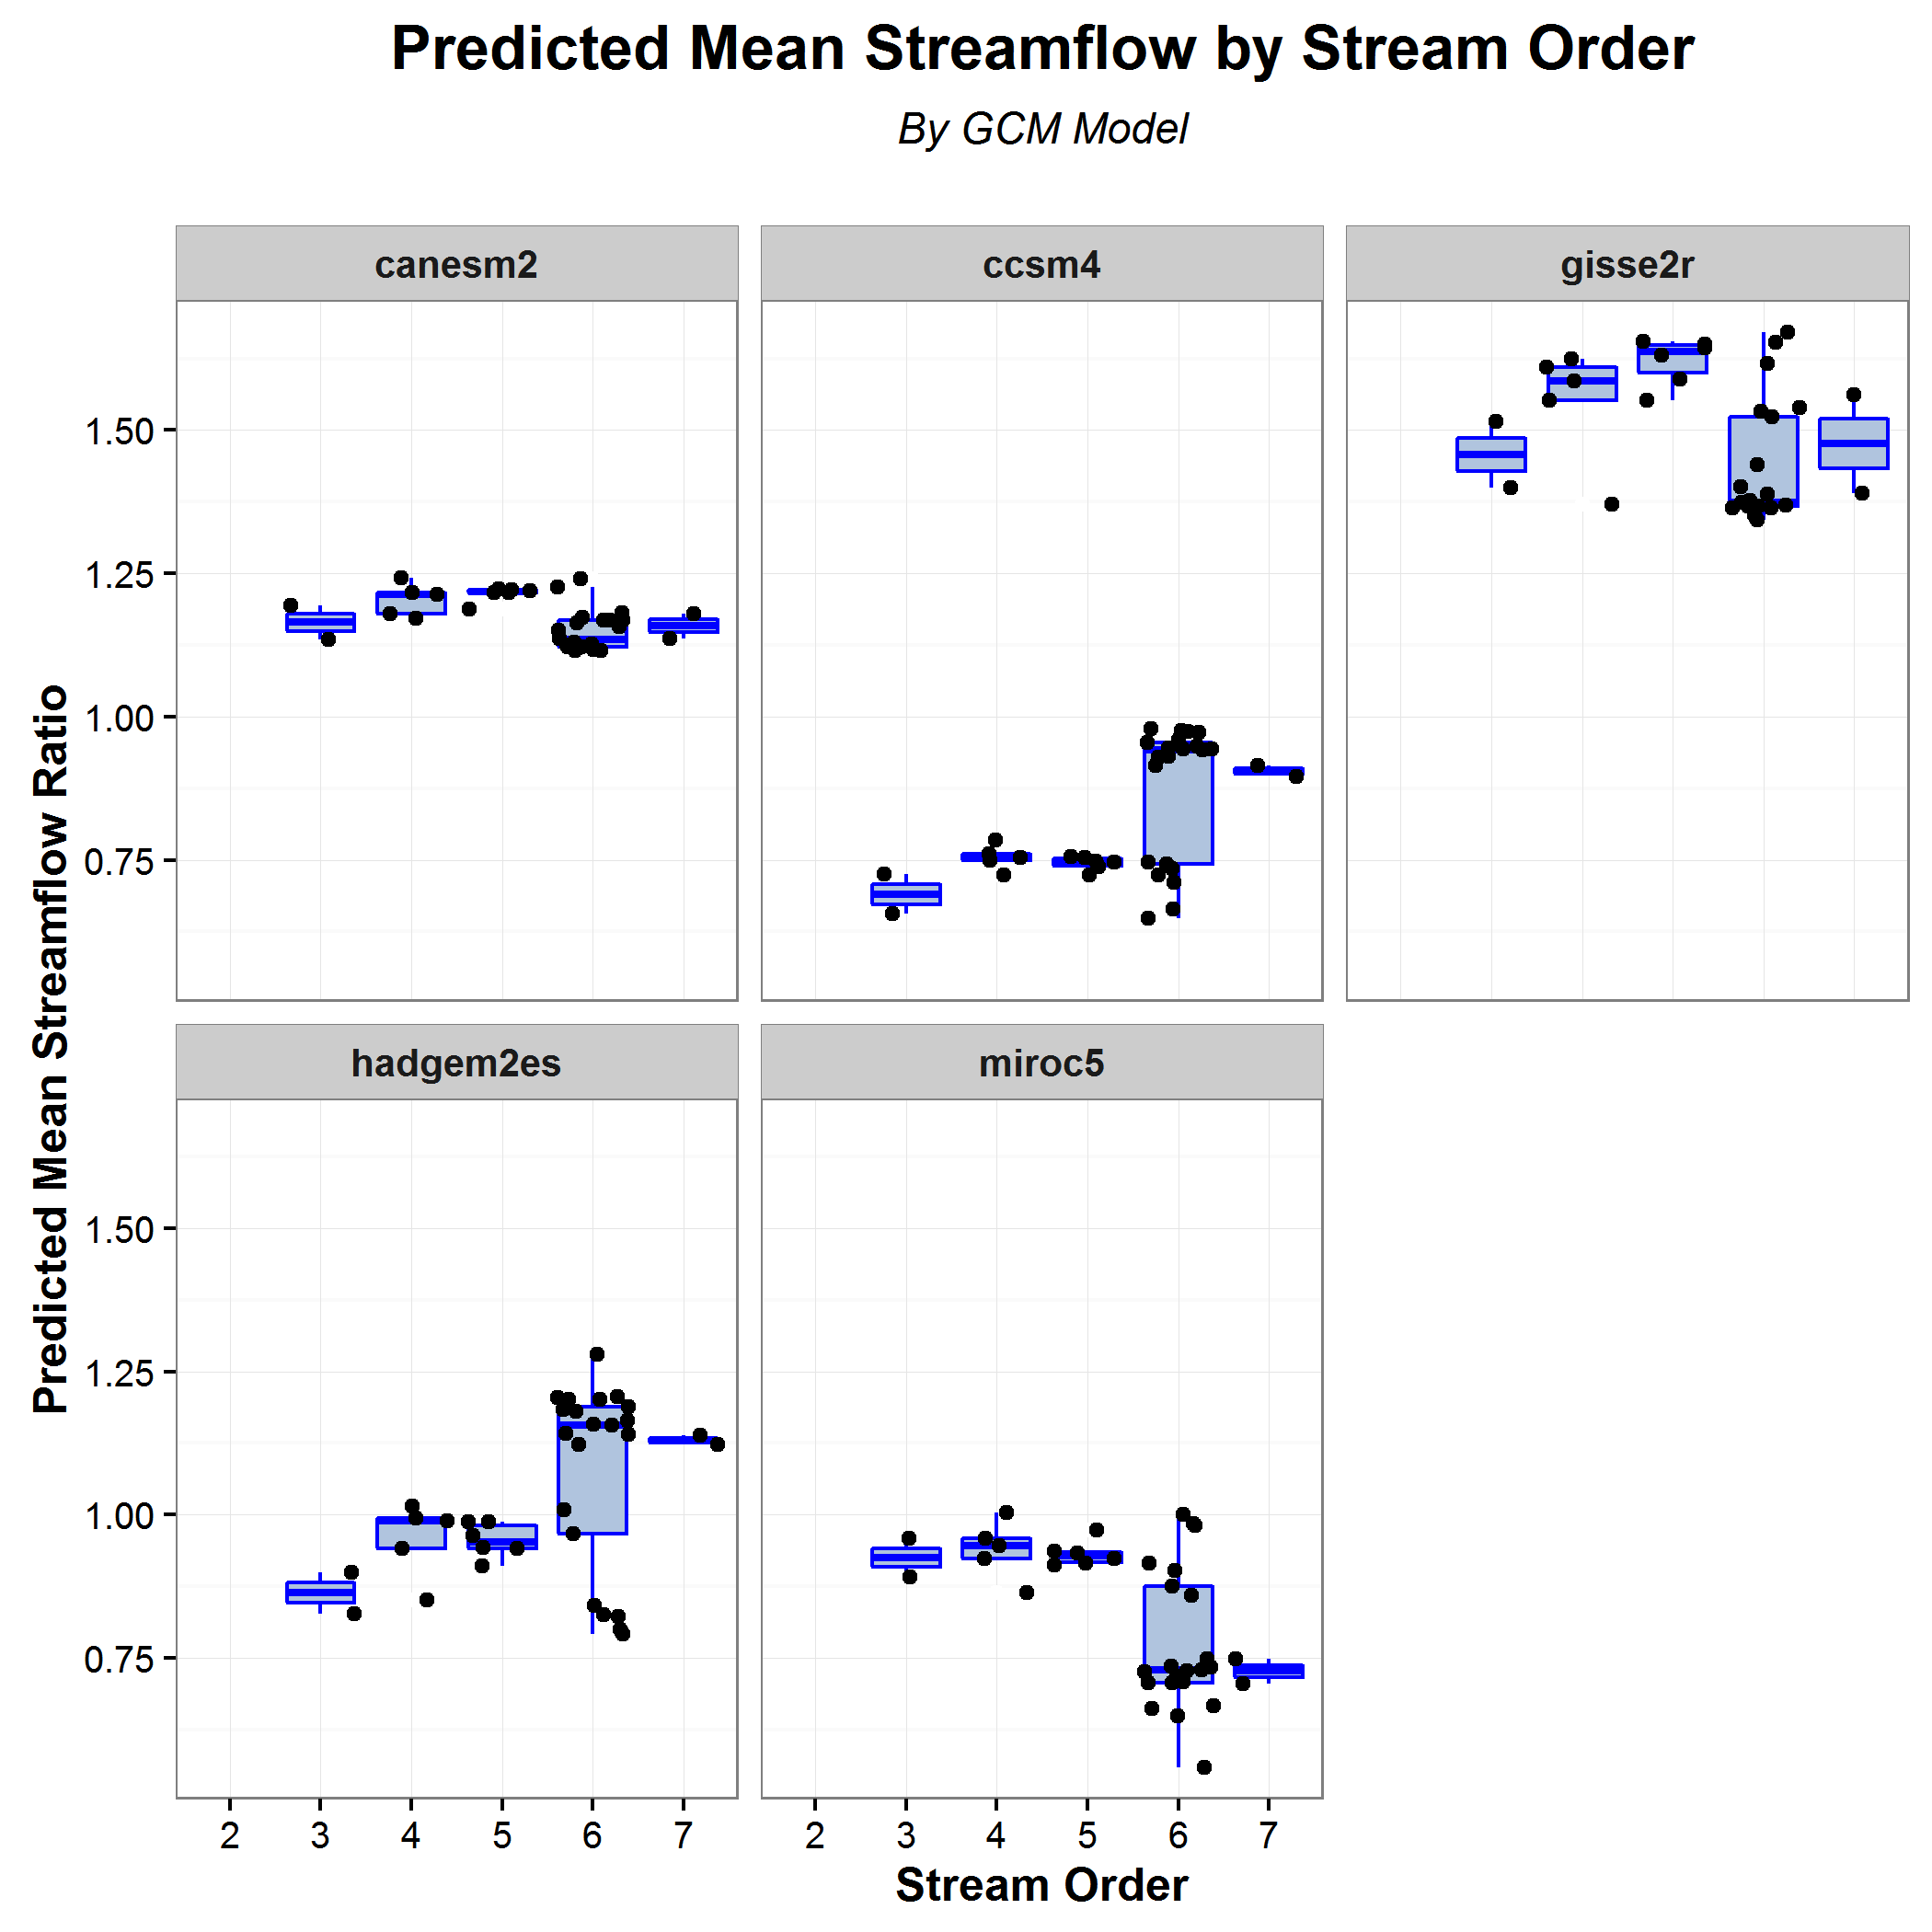 Predicted Mean Streamflow by Stream Order
By GCM Model
canesm2
ccsm4
gisse2r
1.50
1.25
1.00
0.75
Predicted Mean Streamflow Ratio
hadgem2es
miroc5
1.50
1.25
1.00
0.75
2 3 4 5 6 7
2 3 4 5 6 7
Stream Order